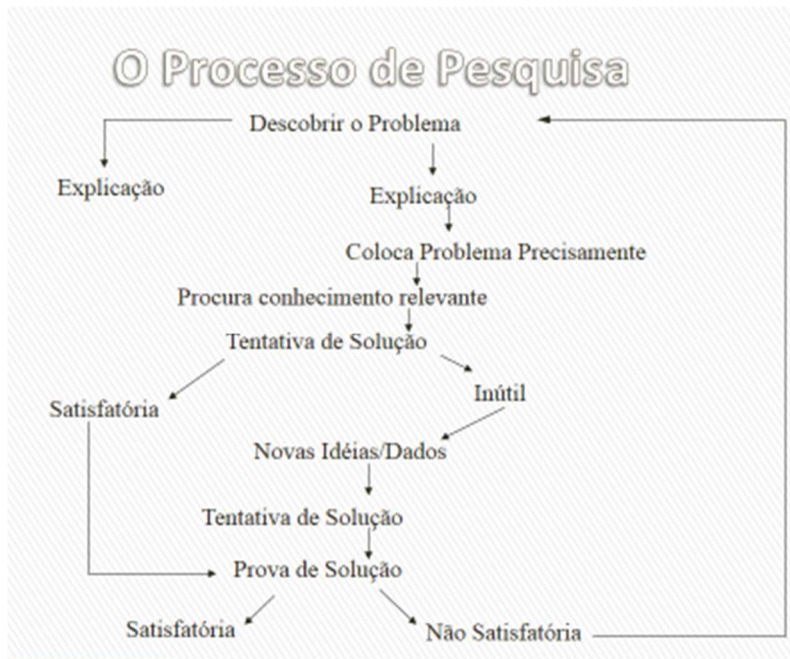 O Processo de Pesquisa
Descobrir o Problema
Explicação
Explicação
Coloca Problema Precisamente
Procura conhecimento relevante
Tentativa de Solução
Inútil
Satisfatória
Novas Idéias/Dados
Tentativa de Solução
Prova de Solução
Satisfatória
Não Satisfatória